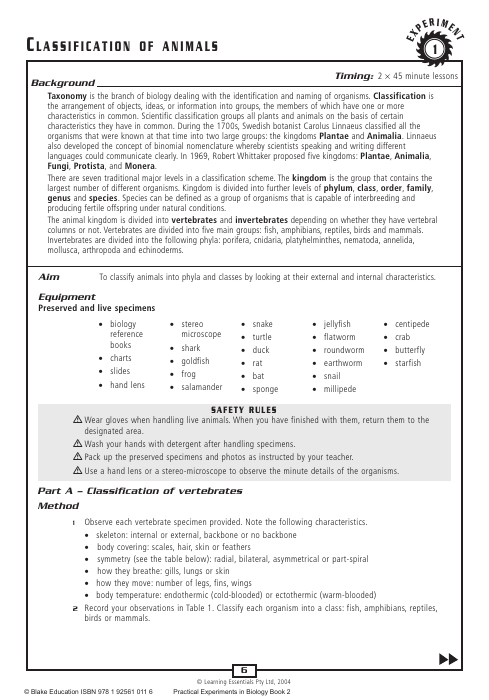 CLASSIFICATION OF ANIMALS
EXPERIMENT
1
Timing: 2 × 45 minute lessons
Background
Taxonomy is the branch of biology dealing with the identification and naming of organisms. Classification is
the arrangement of objects, ideas, or information into groups, the members of which have one or more
characteristics in common. Scientific classification groups all plants and animals on the basis of certain
characteristics they have in common. During the 1700s, Swedish botanist Carolus Linnaeus classified all the
organisms that were known at that time into two large groups: the kingdoms Plantae and Animalia. Linnaeus
also developed the concept of binomial nomenclature whereby scientists speaking and writing different
languages could communicate clearly. In 1969, Robert Whittaker proposed five kingdoms: Plantae, Animalia,
Fungi, Protista, and Monera.
There are seven traditional major levels in a classification scheme. The kingdom is the group that contains the
largest number of different organisms. Kingdom is divided into further levels of phylum, class, order, family,
genus and species. Species can be defined as a group of organisms that is capable of interbreeding and
producing fertile offspring under natural conditions.
The animal kingdom is divided into vertebrates and invertebrates depending on whether they have vertebral
columns or not. Vertebrates are divided into five main groups: fish, amphibians, reptiles, birds and mammals.
Invertebrates are divided into the following phyla: porifera, cnidaria, platyhelminthes, nematoda, annelida,
mollusca, arthropoda and echinoderms.
Aim To classify animals into phyla and classes by looking at their external and internal characteristics.
Equipment
Preserved and live specimens
• biology
reference
books
• charts
• slides
• hand lens
• stereo
microscope
• shark
• goldfish
• frog
• salamander
• snake
• turtle
• duck
• rat
• bat
• sponge
• jellyfish
• flatworm
• roundworm
• earthworm
• snail
• millipede
• centipede
• crab
• butterfly
• starfish
SAFETY RULES
Wear gloves when handling live animals. When you have finished with them, return them to the
designated area.
Wash your hands with detergent after handling specimens.
Pack up the preserved specimens and photos as instructed by your teacher.
Use a hand lens or a stereo-microscope to observe the minute details of the organisms.
Part A – Classification of vertebrates
Method
1 Observe each vertebrate specimen provided. Note the following characteristics.
• skeleton: internal or external, backbone or no backbone
• body covering: scales, hair, skin or feathers
• symmetry (see the table below): radial, bilateral, asymmetrical or part-spiral
• how they breathe: gills, lungs or skin
• how they move: number of legs, fins, wings
• body temperature: endothermic (cold-blooded) or ectothermic (warm-blooded)
2 Record your observations in Table 1. Classify each organism into a class: fish, amphibians, reptiles,
birds or mammals.
6
© Learning Essentials Pty Ltd, 2004
© Blake Education ISBN 978 1 92561 011 6 Practical Experiments in Biology Book 2